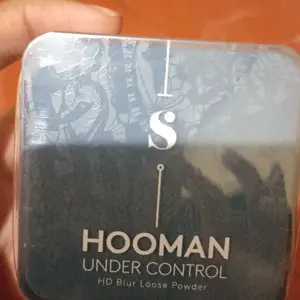 S
HOOMAN
UNDER CONTROL
HD Blur Loose Powder